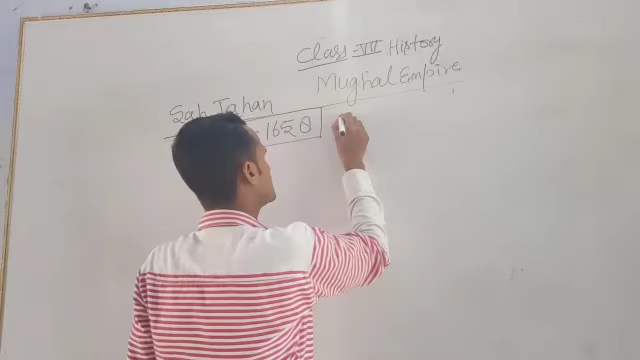 Class = VII History
Mughal Empire
Sah Jahan
- 1658